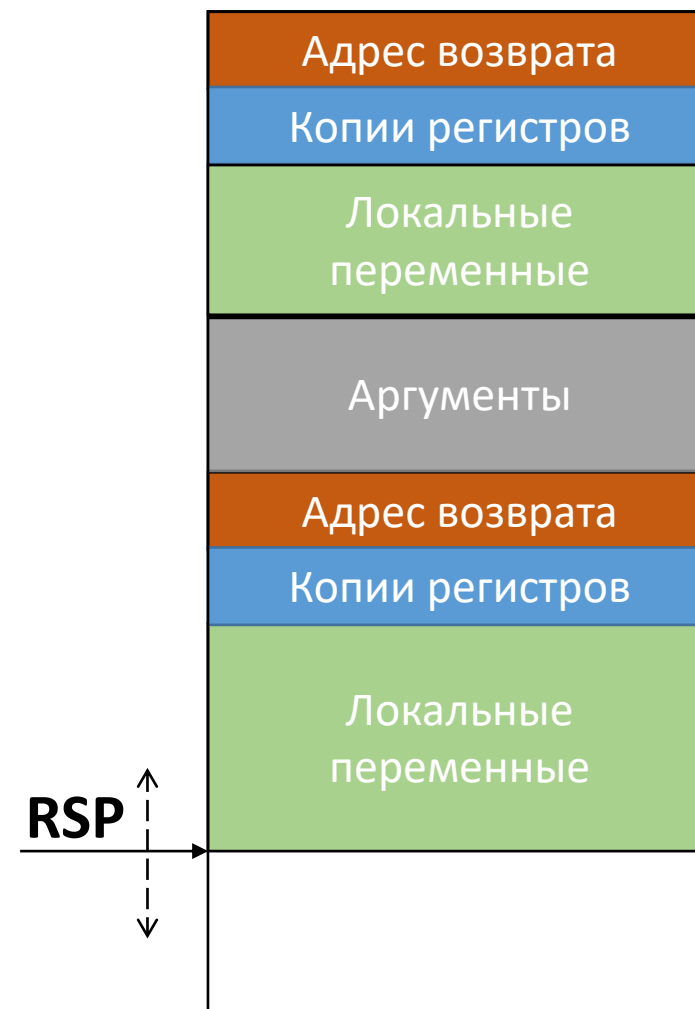 Адрес возврата
Копии регистров
Локальные
переменные
Аргументы
Адрес возврата
Копии регистров
Локальные
переменные
RSP